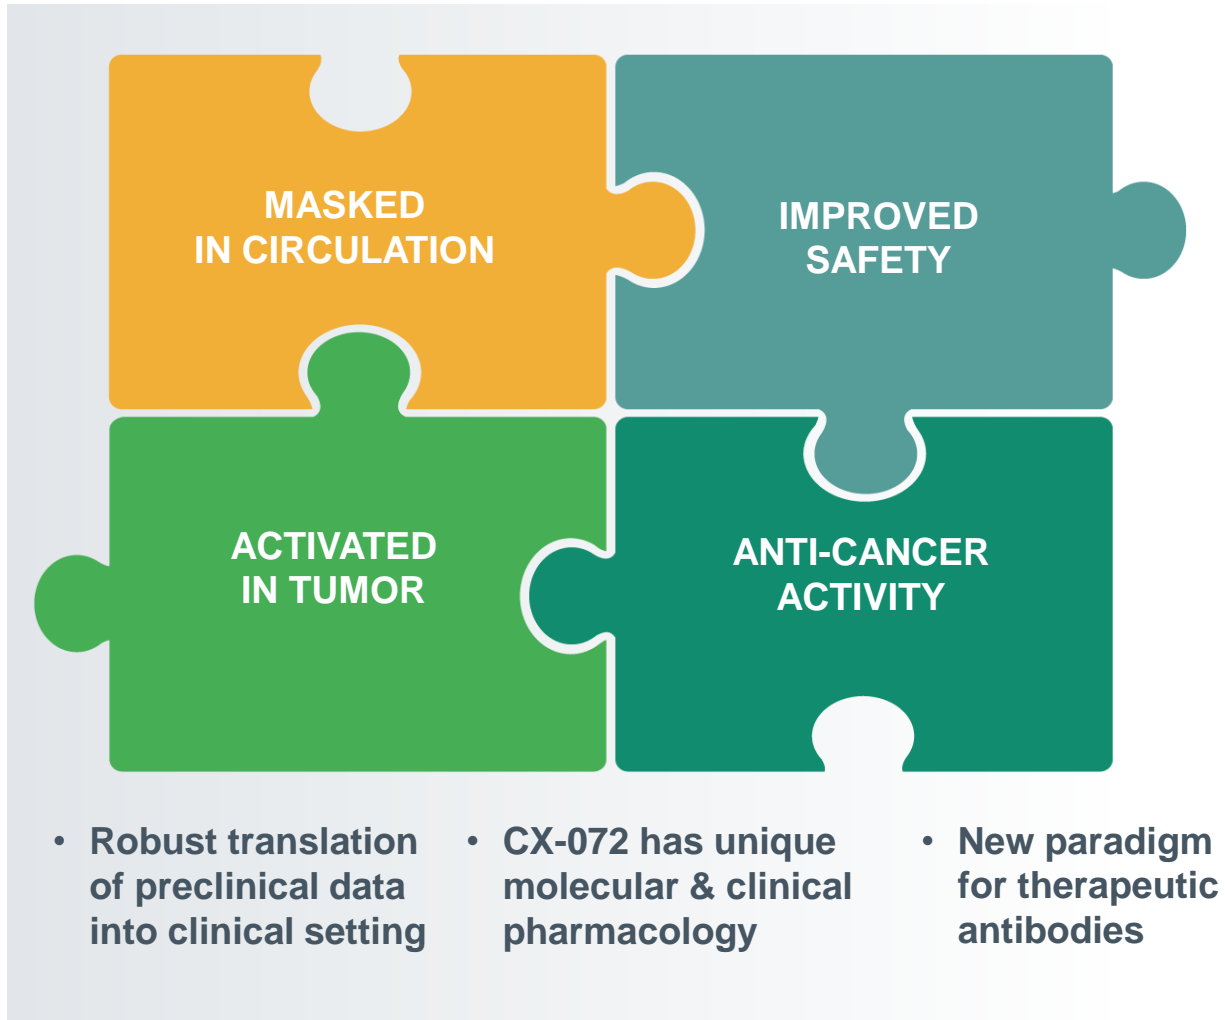 MASKED
IN CIRCULATION
IMPROVED
SAFETY
ACTIVATED
IN TUMOR
ANTI-CANCER
ACTIVITY
• Robust translation
of preclinical data
into clinical setting
• CX-072 has unique
molecular & clinical
pharmacology
• New paradigm
for therapeutic
antibodies